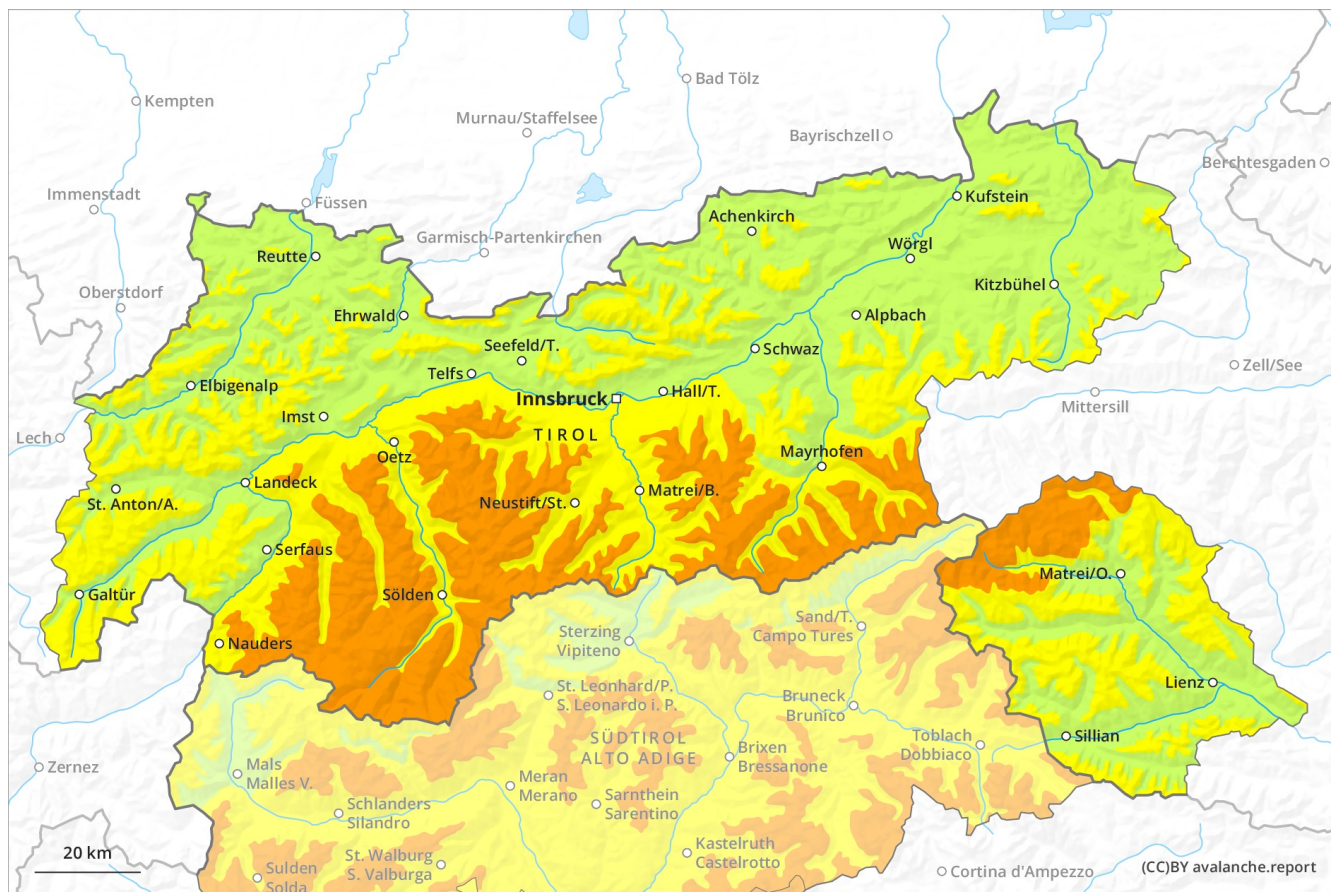 Bad Tölz
Kempten
Murnau/Staffelsee
Bayrischzell
Berchtesgaden
Immenstadt
Füssen
Kufstein
Achenkirch
Garmisch-Partenkirchen
Wörgl
Reutte
Kitzbühel
Oberstdorf
Ehrwald
Alpbach
Seefeld/T.
Schwaz
Zell/See
Telfs
Elbigenalp
Innsbruck
Hall/T.
Mittersill
Imst
Lech
TIROL
Oetz
Mayrhofen
Landeck
Matrei/B.
St. Anton/A.
Neustift/St.
Serfaus
Matrei/O.
Galtür
Sölden
Sand/T.
Campo Tures
Sterzing
Vipiteno
Nauders
Lienz
St. Leonhard/P.
S. Leonardo i. P.
Bruneck
Brunico
Sillian
SÜDTIROL
ALTO ADIGE
Toblach
Dobbiaco
Brixen
Bressanone
Zernez
Mals
Malles V.
Meran
Merano
Sarnthein
Sarentino
Schlanders
Silandro
Kastelruth
Castelrotto
20 km
St. Walburg
S. Valburga
Sulden
Solda
Cortina d'Ampezzo
(CC)BY avalanche.report